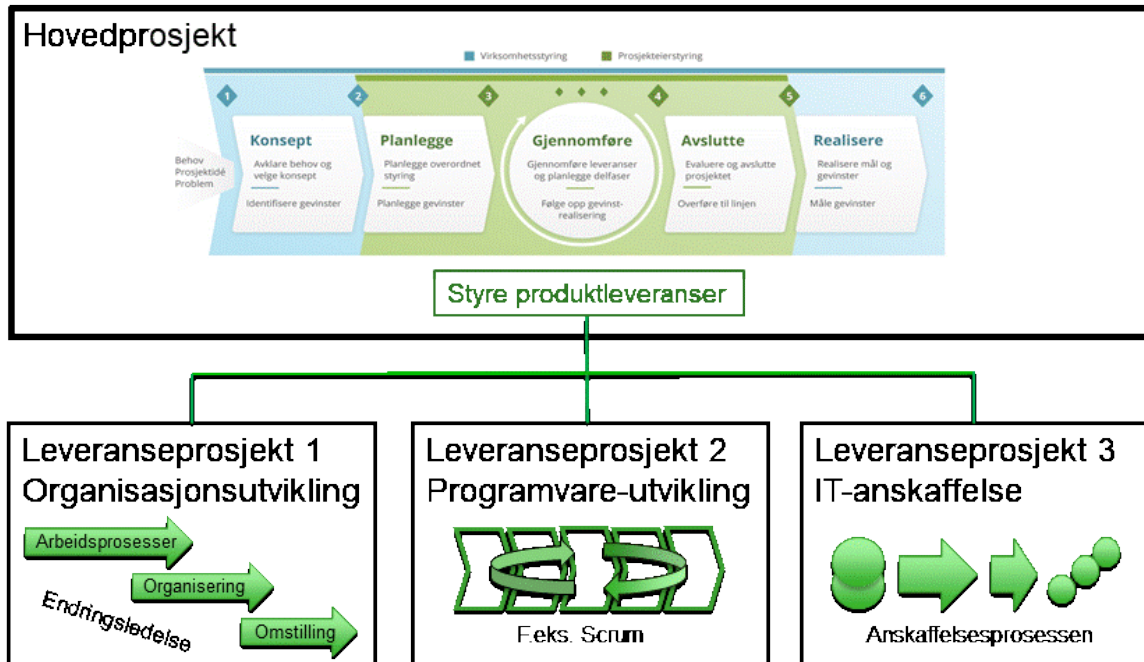 Hovedprosjekt
Virksomhetsstyring
Prosjekteierstyring
1
2
3
4
5
6
Behov
Prosjektidé
Problem
Konsept
Avklare behov og
velge konsept
Identifisere gevinster
Planlegge
Planlegge overordnet
styring
Planlegge gevinster
Gjennomføre
Gjennomføre leveranser
og planlegge delfaser
Følge opp gevinst-
realisering
Avslutte
Evaluere og avslutte
prosjektet
Overføre til linjen
Realisere
Realisere mål og
gevinster
Måle gevinster
Styre produktleveranser
Leveranseprosjekt 1
Organisasjonsutvikling
Arbeidsprosesser
Organisering
Omstilling
Endringsledelse
Leveranseprosjekt 2
Programvare-utvikling
F.eks. Scrum
Leveranseprosjekt 3
IT-anskaffelse
Anskaffelsesprosessen